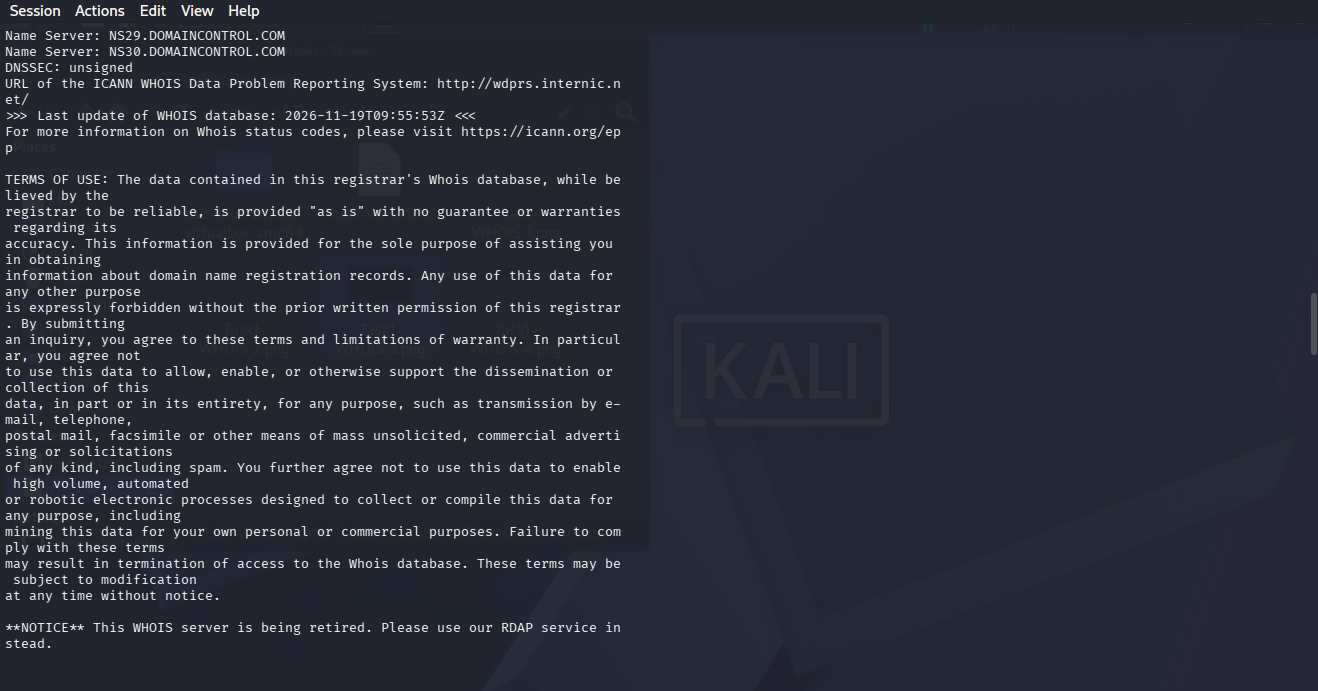 Session Actions Edit View Help
Name Server: NS29.DOMAINCONTROL.COM
Name Server: NS30.DOMAINCONTROL.COM
DNSSEC: unsigned
URL of the ICANN WHOIS Data Problem Reporting System: http://wdprs.internic.n
et/
>>> Last update of WHOIS database: 2026-11-19T09:55:53Z <<<
For more information on Whois status codes, please visit https://icann.org/ep
p
Places
TERMS OF USE: The data contained in this registrar's Whois database, while be
lieved by the
registrar to be reliable, is provided "as is" with no guarantee or warranties
 regarding its
accuracy. This information is provided for the sole purpose of assisting you
in obtaining
information about domain name registration records. Any use of this data for
any other purpose
is expressly forbidden without the prior written permission of this registrar
. By submitting
an inquiry, you agree to these terms and limitations of warranty. In particul
ar, you agree not
to use this data to allow, enable, or otherwise support the dissemination or
collection of this
data, in part or in its entirety, for any purpose, such as transmission by e-
mail, telephone,
postal mail, facsimile or other means of mass unsolicited, commercial adverti
sing or solicitations
of any kind, including spam. You further agree not to use this data to enable
 high volume, automated
or robotic electronic processes designed to collect or compile this data for
any purpose, including
mining this data for your own personal or commercial purposes. Failure to com
ply with these terms
may result in termination of access to the Whois database. These terms may be
 subject to modification
at any time without notice.
**NOTICE** This WHOIS server is being retired. Please use our RDAP service in
stead.
KALI